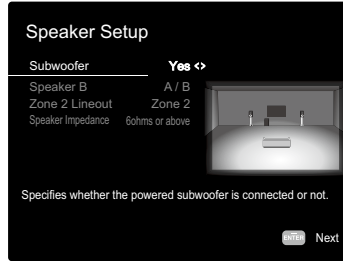 Speaker Setup
Subwoofer Yes <>
Speaker B A / B
Zone 2 Lineout Zone 2
Speaker Impedance 6ohms or above
Specifies whether the powered subwoofer is connected or not.
ENTER Next